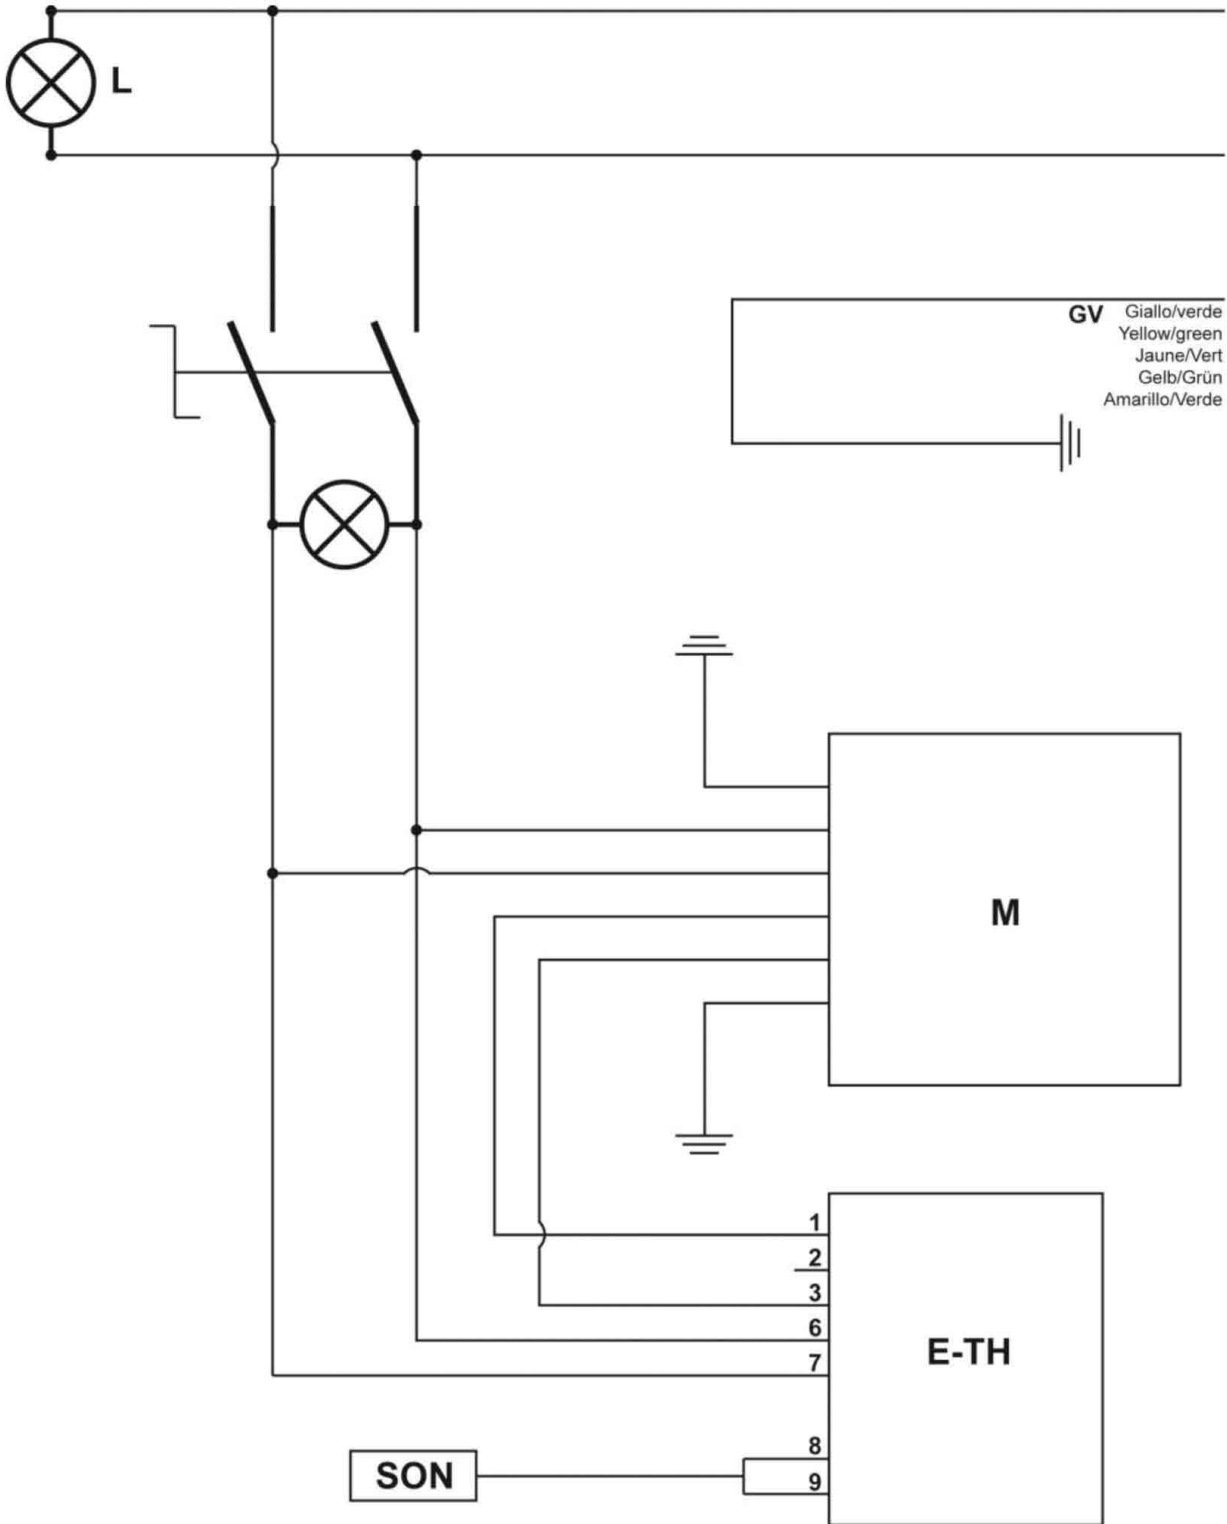 L
GV Giallo/verde
Yellow/green
Jaune/Vert
Gelb/Grün
Amarillo/Verde
M
1
2
3
6
7
E-TH
8
9
SON